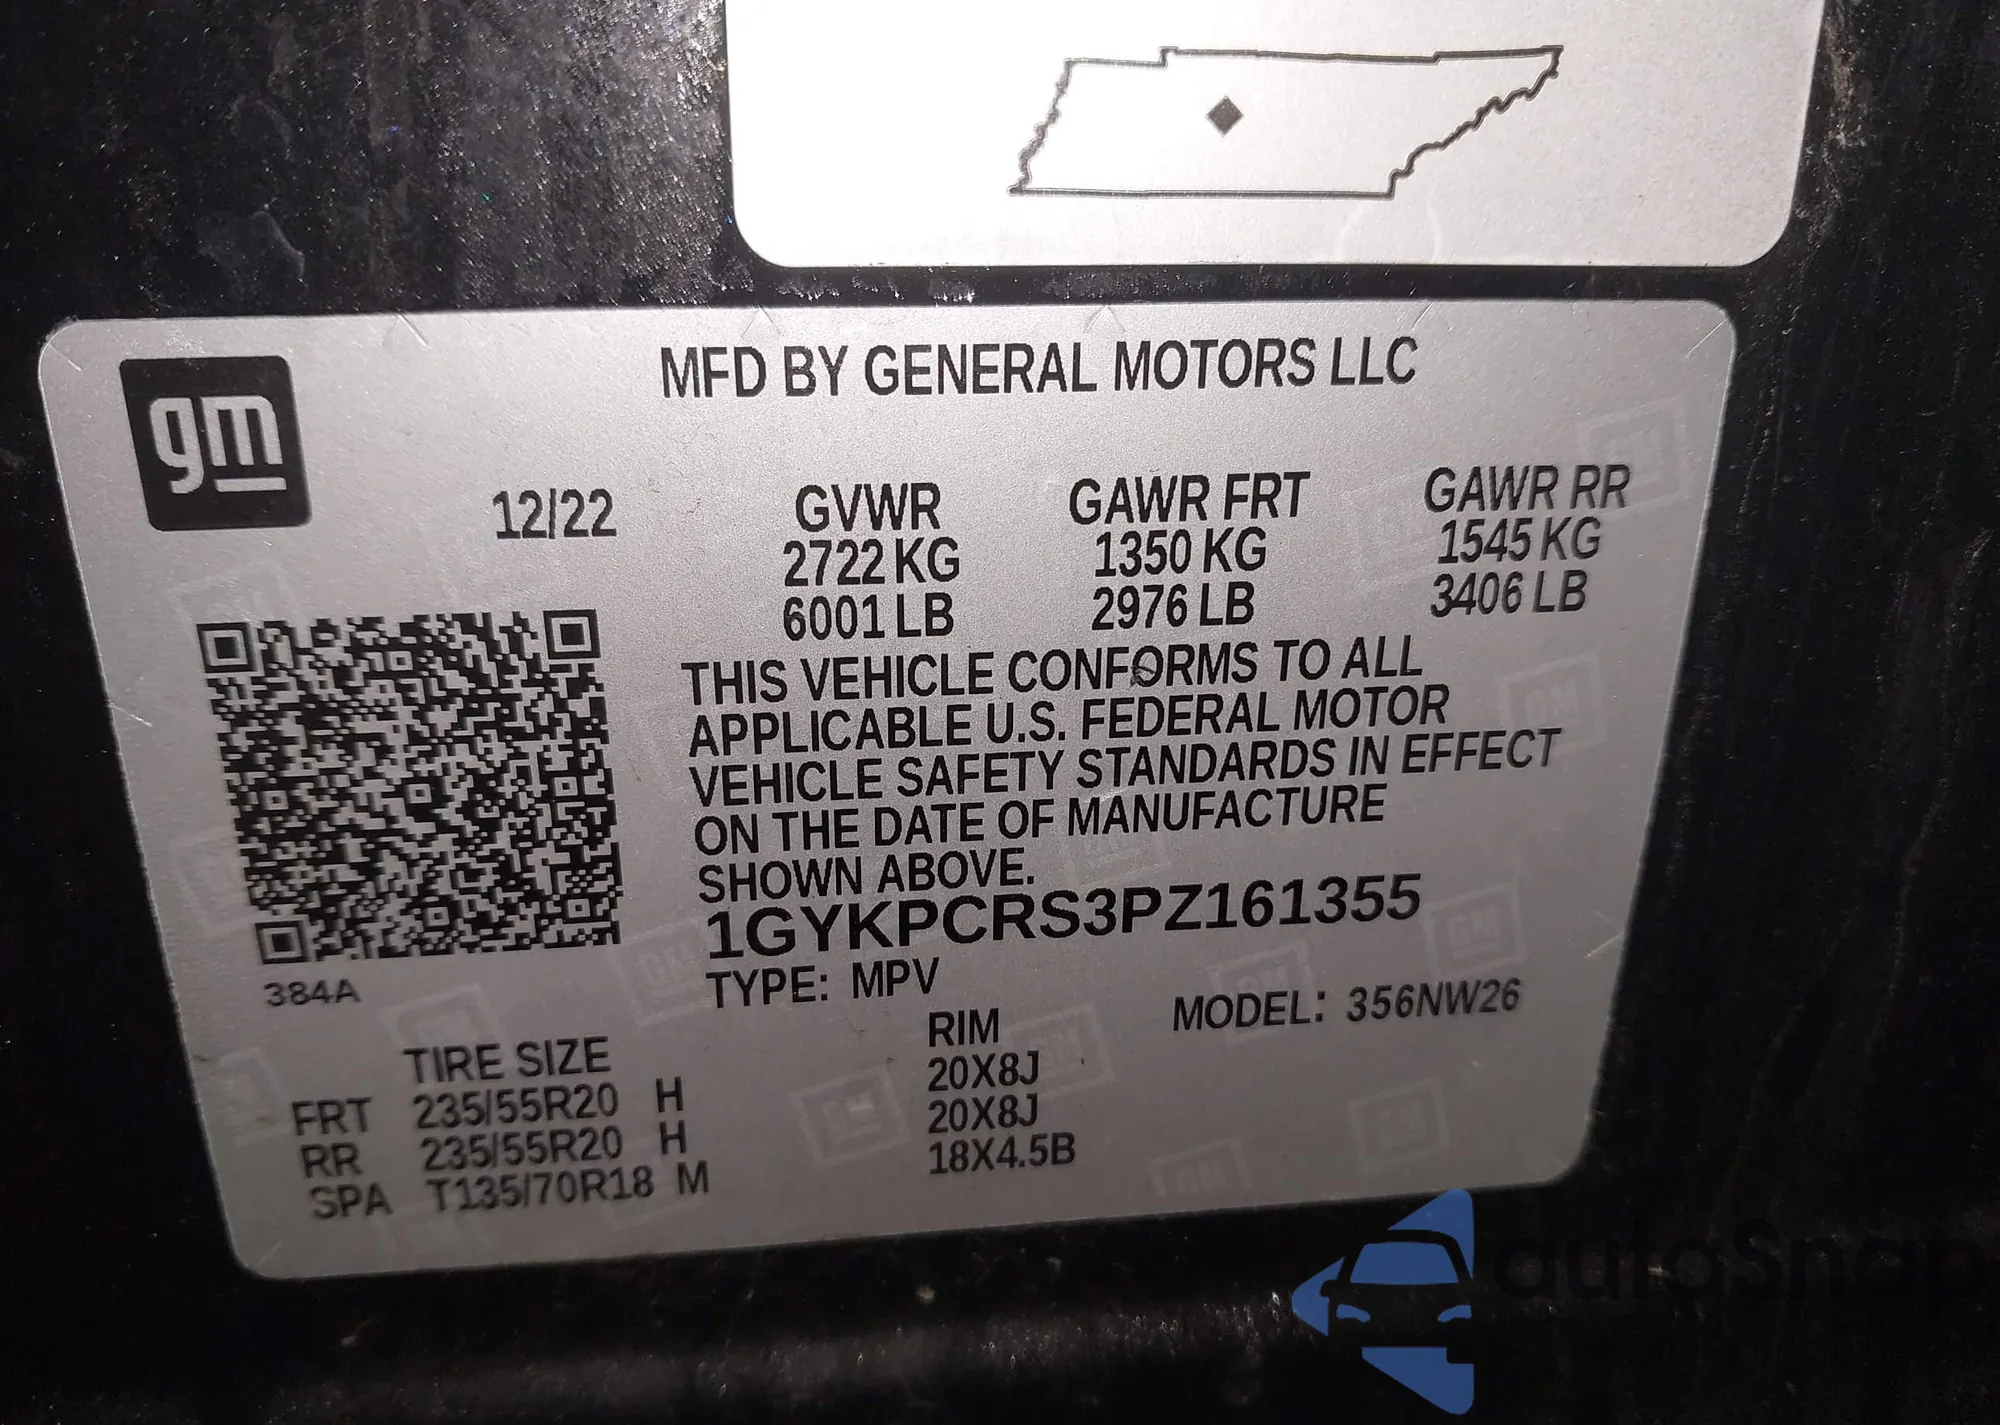 gm
MFD BY GENERAL MOTORS LLC
12/22 GVWR GAWR FRT GAWR RR
2722 KG 1350 KG 1545 KG
6001 LB 2976 LB 3406 LB
THIS VEHICLE CONFORMS TO ALL
APPLICABLE U.S. FEDERAL MOTOR
VEHICLE SAFETY STANDARDS IN EFFECT
ON THE DATE OF MANUFACTURE
SHOWN ABOVE.
1GYKPCRS3PZ161355
384A
TYPE: MPV MODEL: 356NW26
TIRE SIZE RIM
FRT 235/55R20 H 20X8J
RR 235/55R20 H 20X8J
SPA T135/70R18 M 18X4.5B
autoSnap